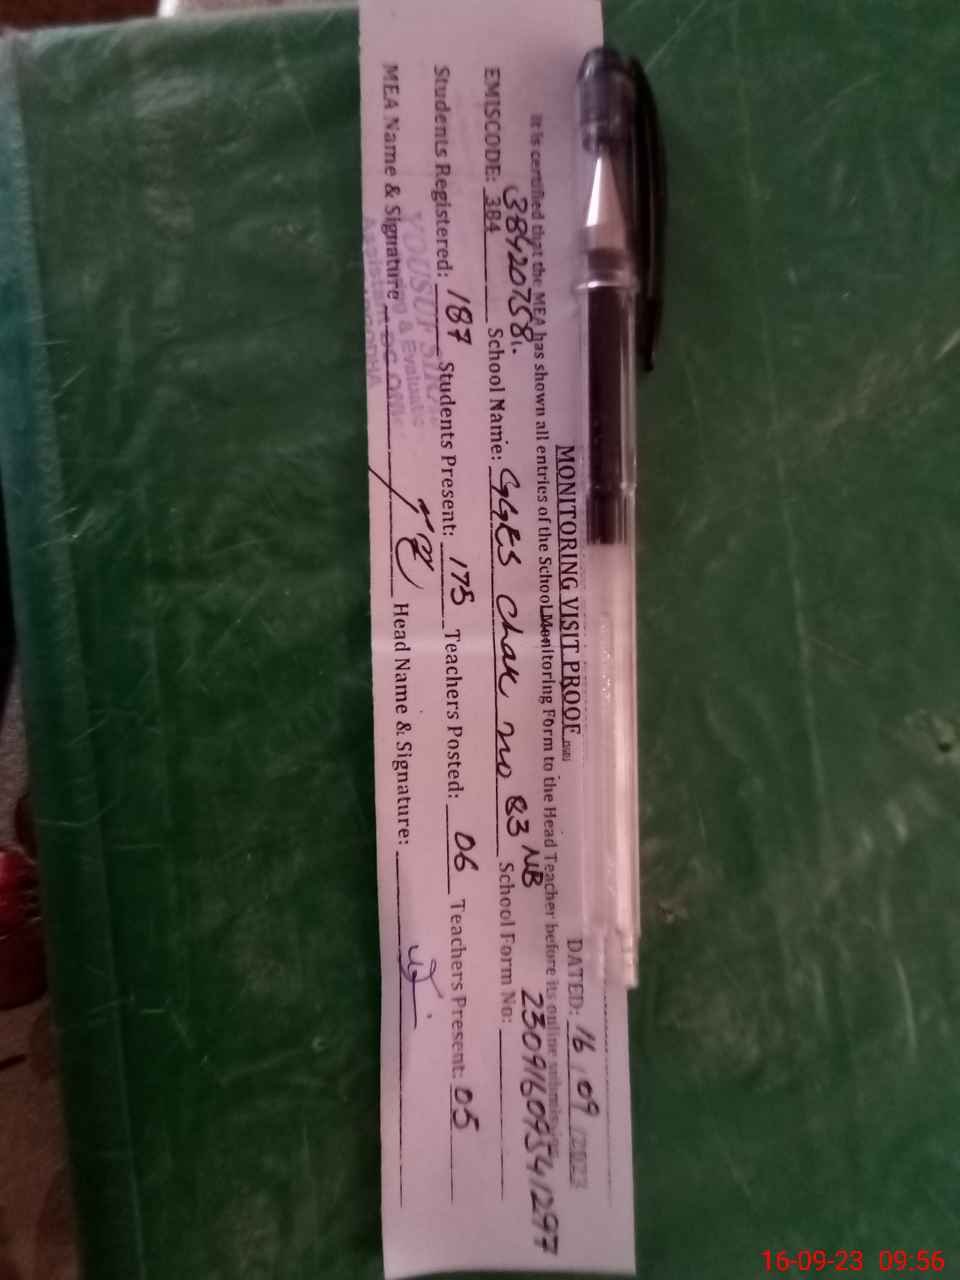 MONITORING VISIT PROOF
DATED: 16/09/2023
It is certified that the MEA has shown all entries of the School Monitoring Form to the Head Teacher before its online
38420758. 23091609541297
EMISCODE: 384 School Name: GGES Chak no 83 NB School Form No:
Students Registered: 187 Students Present: 175 Teachers Posted: 06 Teachers Present: 05
MEA Name & Signature Head Name & Signature:
YOUSUF
& Evaluation
16-09-23 09:56